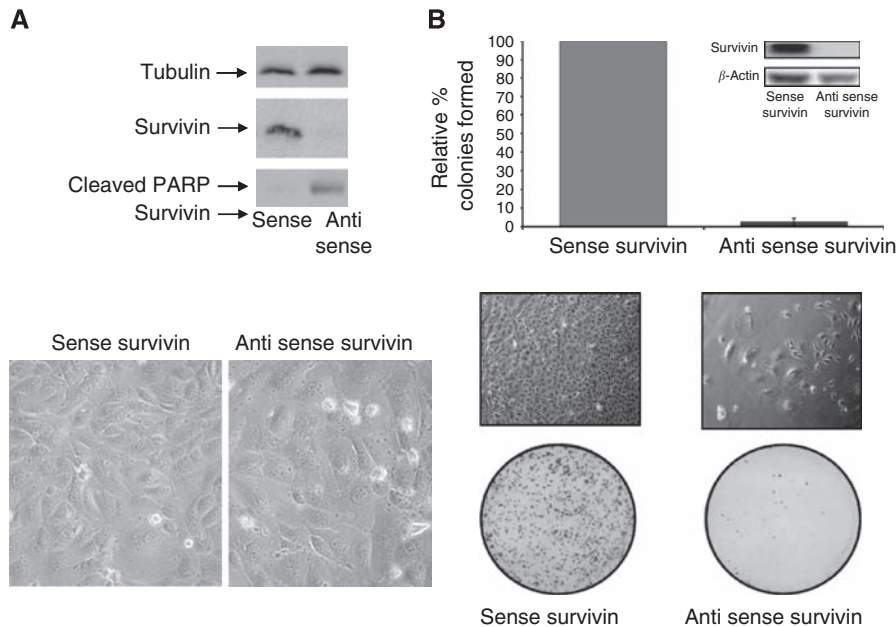 A
Tubulin
Survivin
Cleaved PARP
Survivin
Sense Anti
sense
Sense survivin Anti sense survivin
B
Relative %
colonies formed
100
90
80
70
60
50
40
30
20
10
0
Survivin
β-Actin
Sense Anti sense
survivin survivin
Sense survivin Anti sense survivin
Sense survivin Anti sense survivin